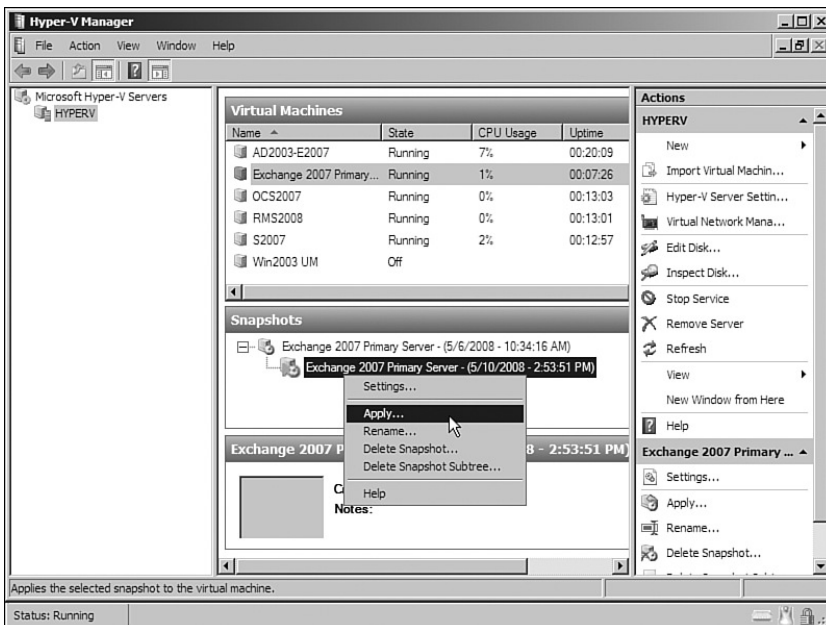 Hyper-V Manager
File Action View Window Help
Microsoft Hyper-V Servers
HYPERV
Virtual Machines
Name State CPU Usage Uptime
AD2003-E2007 Running 7% 00:20:09
Exchange 2007 Primary... Running 1% 00:07:26
OCS2007 Running 0% 00:13:03
RMS2008 Running 0% 00:13:01
S2007 Running 2% 00:12:57
Win2003 UM Off
Snapshots
Exchange 2007 Primary Server - (5/6/2008 - 10:34:16 AM)
Exchange 2007 Primary Server - (5/10/2008 - 2:53:51 PM)
Settings...
Apply...
Rename...
Delete Snapshot...
Delete Snapshot Subtree...
Help
Exchange 2007 P 8 - 2:53:51 PM)
Notes:
Actions
HYPERV
New
Import Virtual Machin...
Hyper-V Server Settin...
Virtual Network Mana...
Edit Disk...
Inspect Disk...
Stop Service
Remove Server
Refresh
View
New Window from Here
Help
Exchange 2007 Primary ...
Settings...
Apply...
Rename...
Delete Snapshot...
Applies the selected snapshot to the virtual machine.
Status: Running